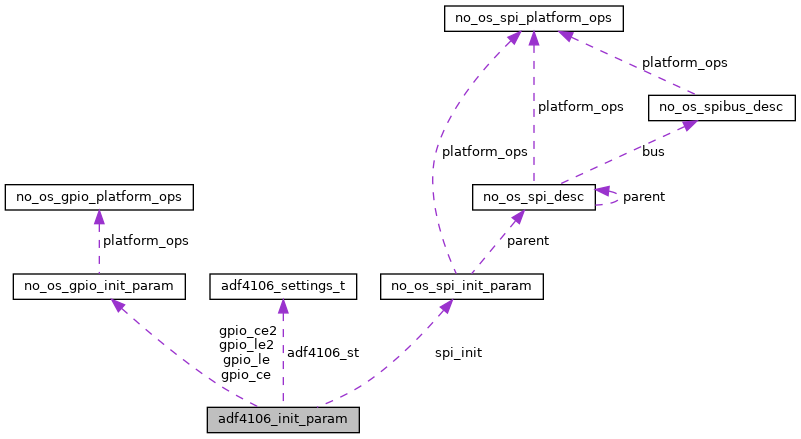 no_os_spi_platform_ops
platform_ops
no_os_spibus_desc
platform_ops
platform_ops
bus
no_os_gpio_platform_ops
no_os_spi_desc
parent
platform_ops
parent
no_os_gpio_init_param
adf4106_settings_t
no_os_spi_init_param
gpio_ce2
gpio_le2
gpio_le
gpio_ce
adf4106_st
spi_init
adf4106_init_param